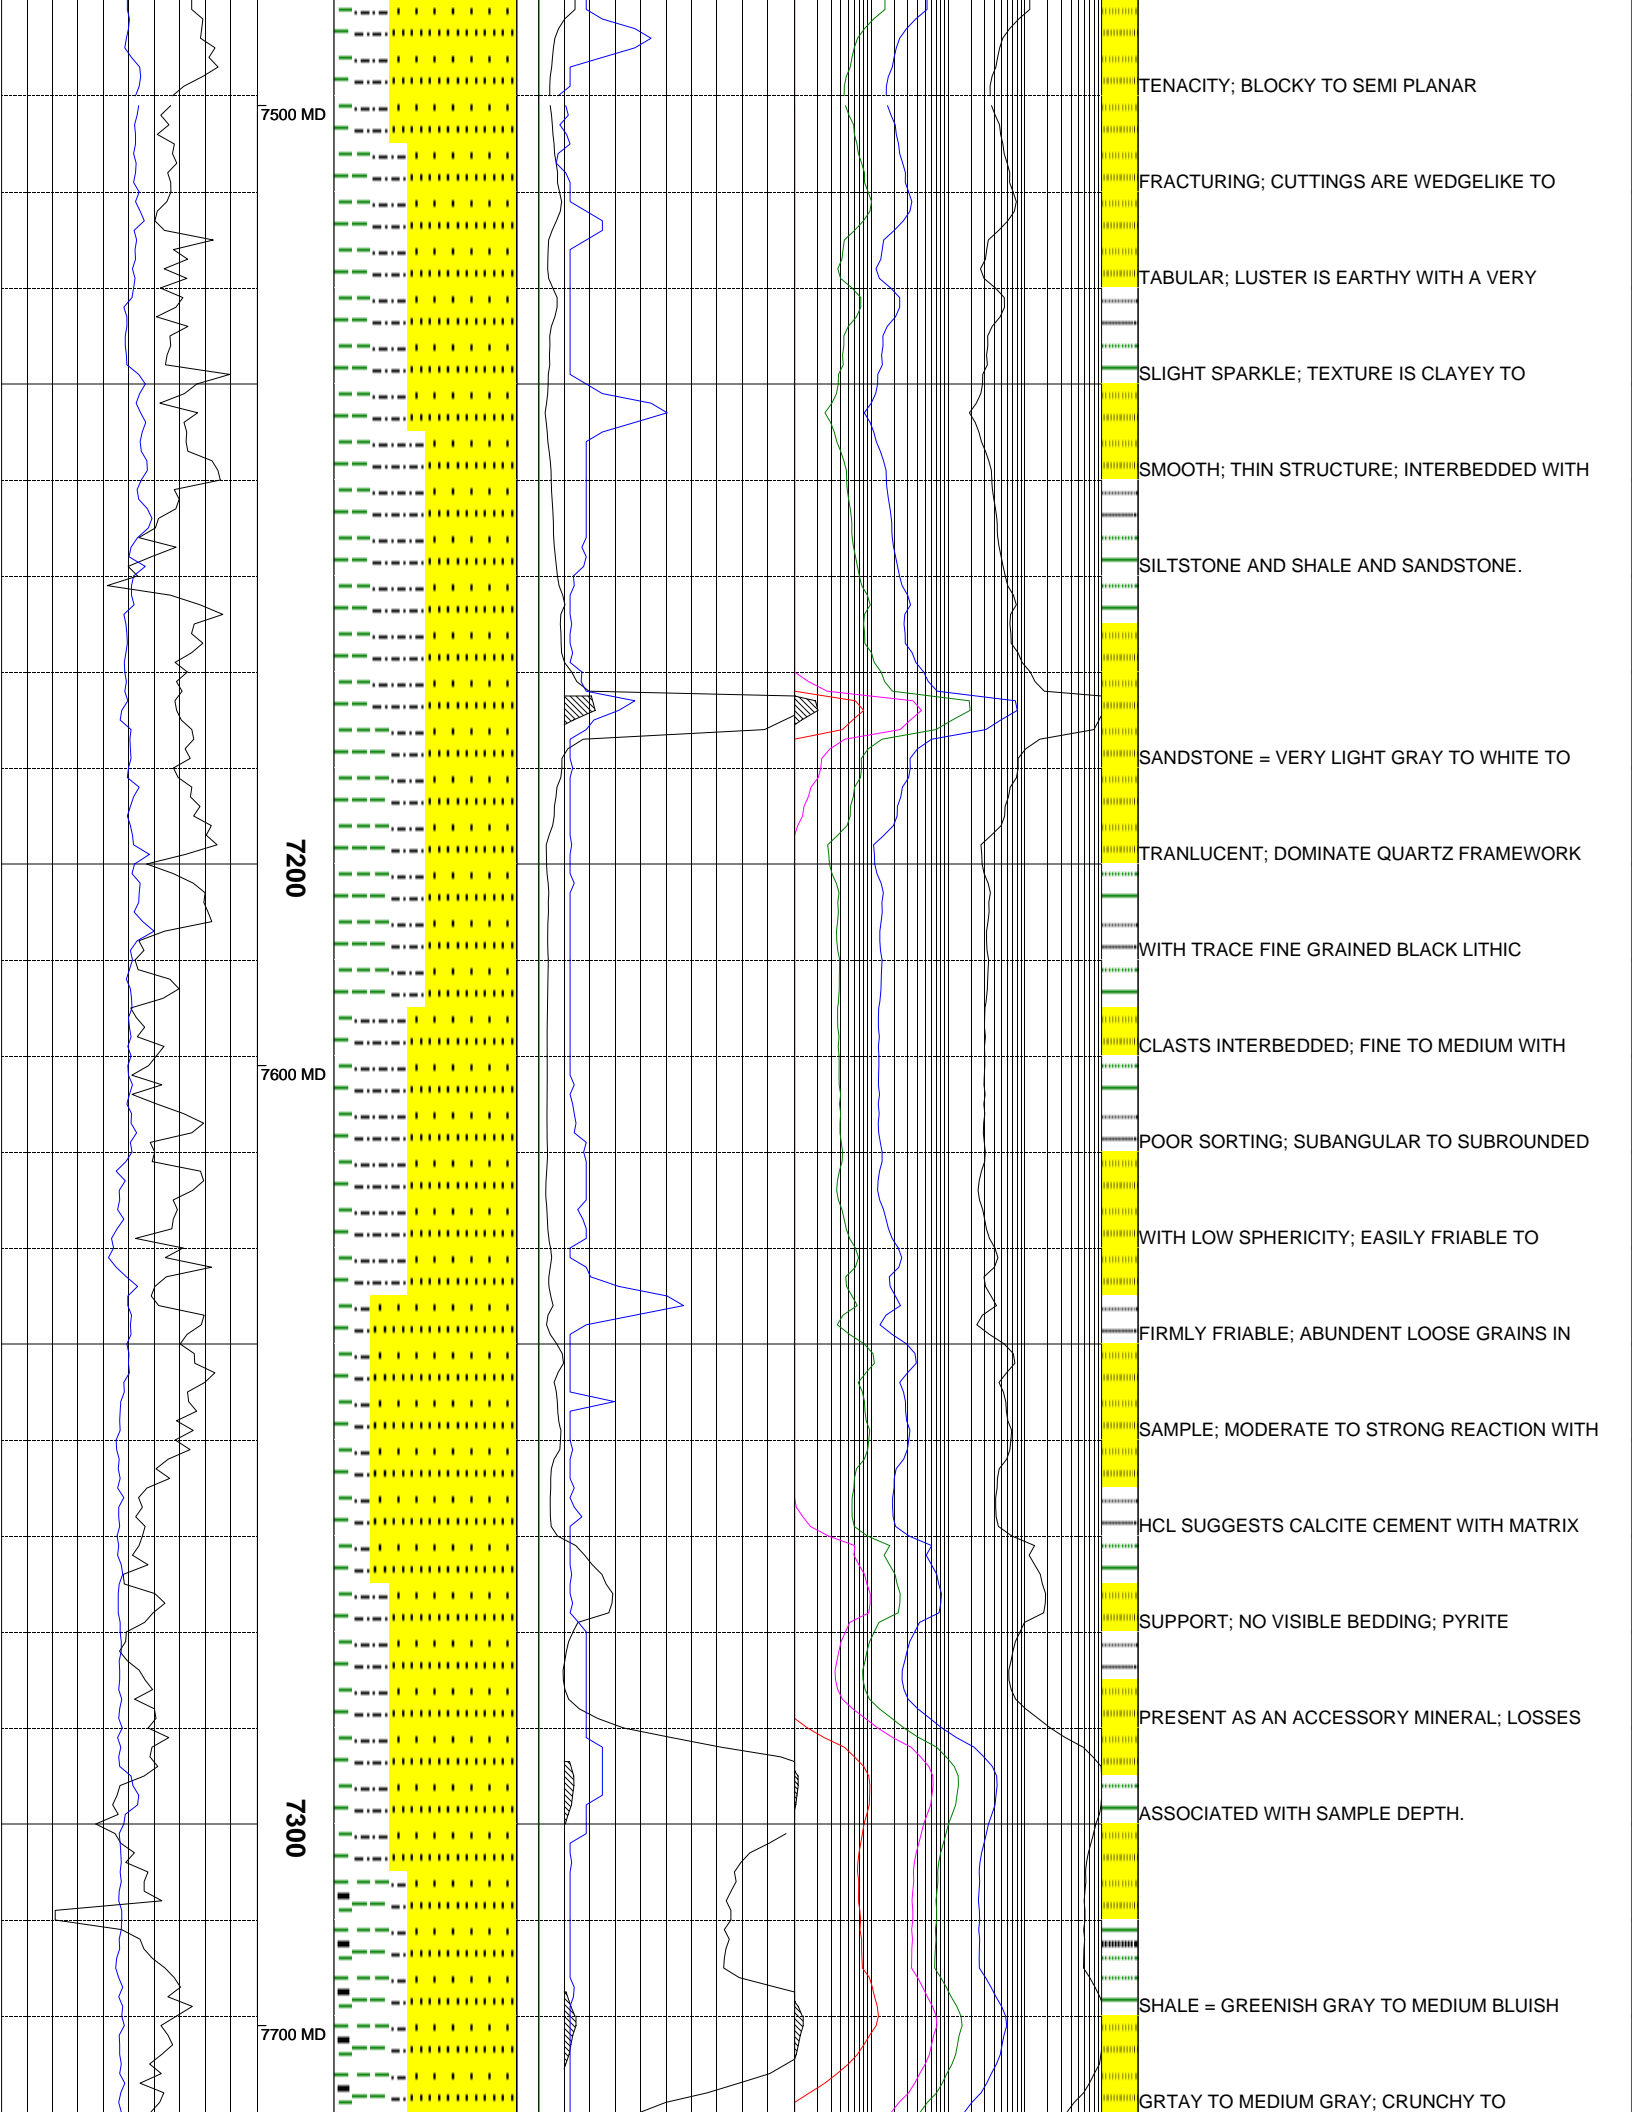 TENACITY; BLOCKY TO SEMI PLANAR
7500 MD
FRACTURING; CUTTINGS ARE WEDGELIKE TO
TABULAR; LUSTER IS EARTHY WITH A VERY
SLIGHT SPARKLE; TEXTURE IS CLAYEY TO
SMOOTH; THIN STRUCTURE; INTERBEDDED WITH
SILTSTONE AND SHALE AND SANDSTONE.
SANDSTONE = VERY LIGHT GRAY TO WHITE TO
TRANLUCENT; DOMINATE QUARTZ FRAMEWORK
7200
WITH TRACE FINE GRAINED BLACK LITHIC
CLASTS INTERBEDDED; FINE TO MEDIUM WITH
7600 MD
POOR SORTING; SUBANGULAR TO SUBROUNDED
WITH LOW SPHERICITY; EASILY FRIABLE TO
FIRMLY FRIABLE; ABUNDENT LOOSE GRAINS IN
SAMPLE; MODERATE TO STRONG REACTION WITH
HCL SUGGESTS CALCITE CEMENT WITH MATRIX
SUPPORT; NO VISIBLE BEDDING; PYRITE
PRESENT AS AN ACCESSORY MINERAL; LOSSES
ASSOCIATED WITH SAMPLE DEPTH.
7300
SHALE = GREENISH GRAY TO MEDIUM BLUISH
7700 MD
GRTAY TO MEDIUM GRAY; CRUNCHY TO